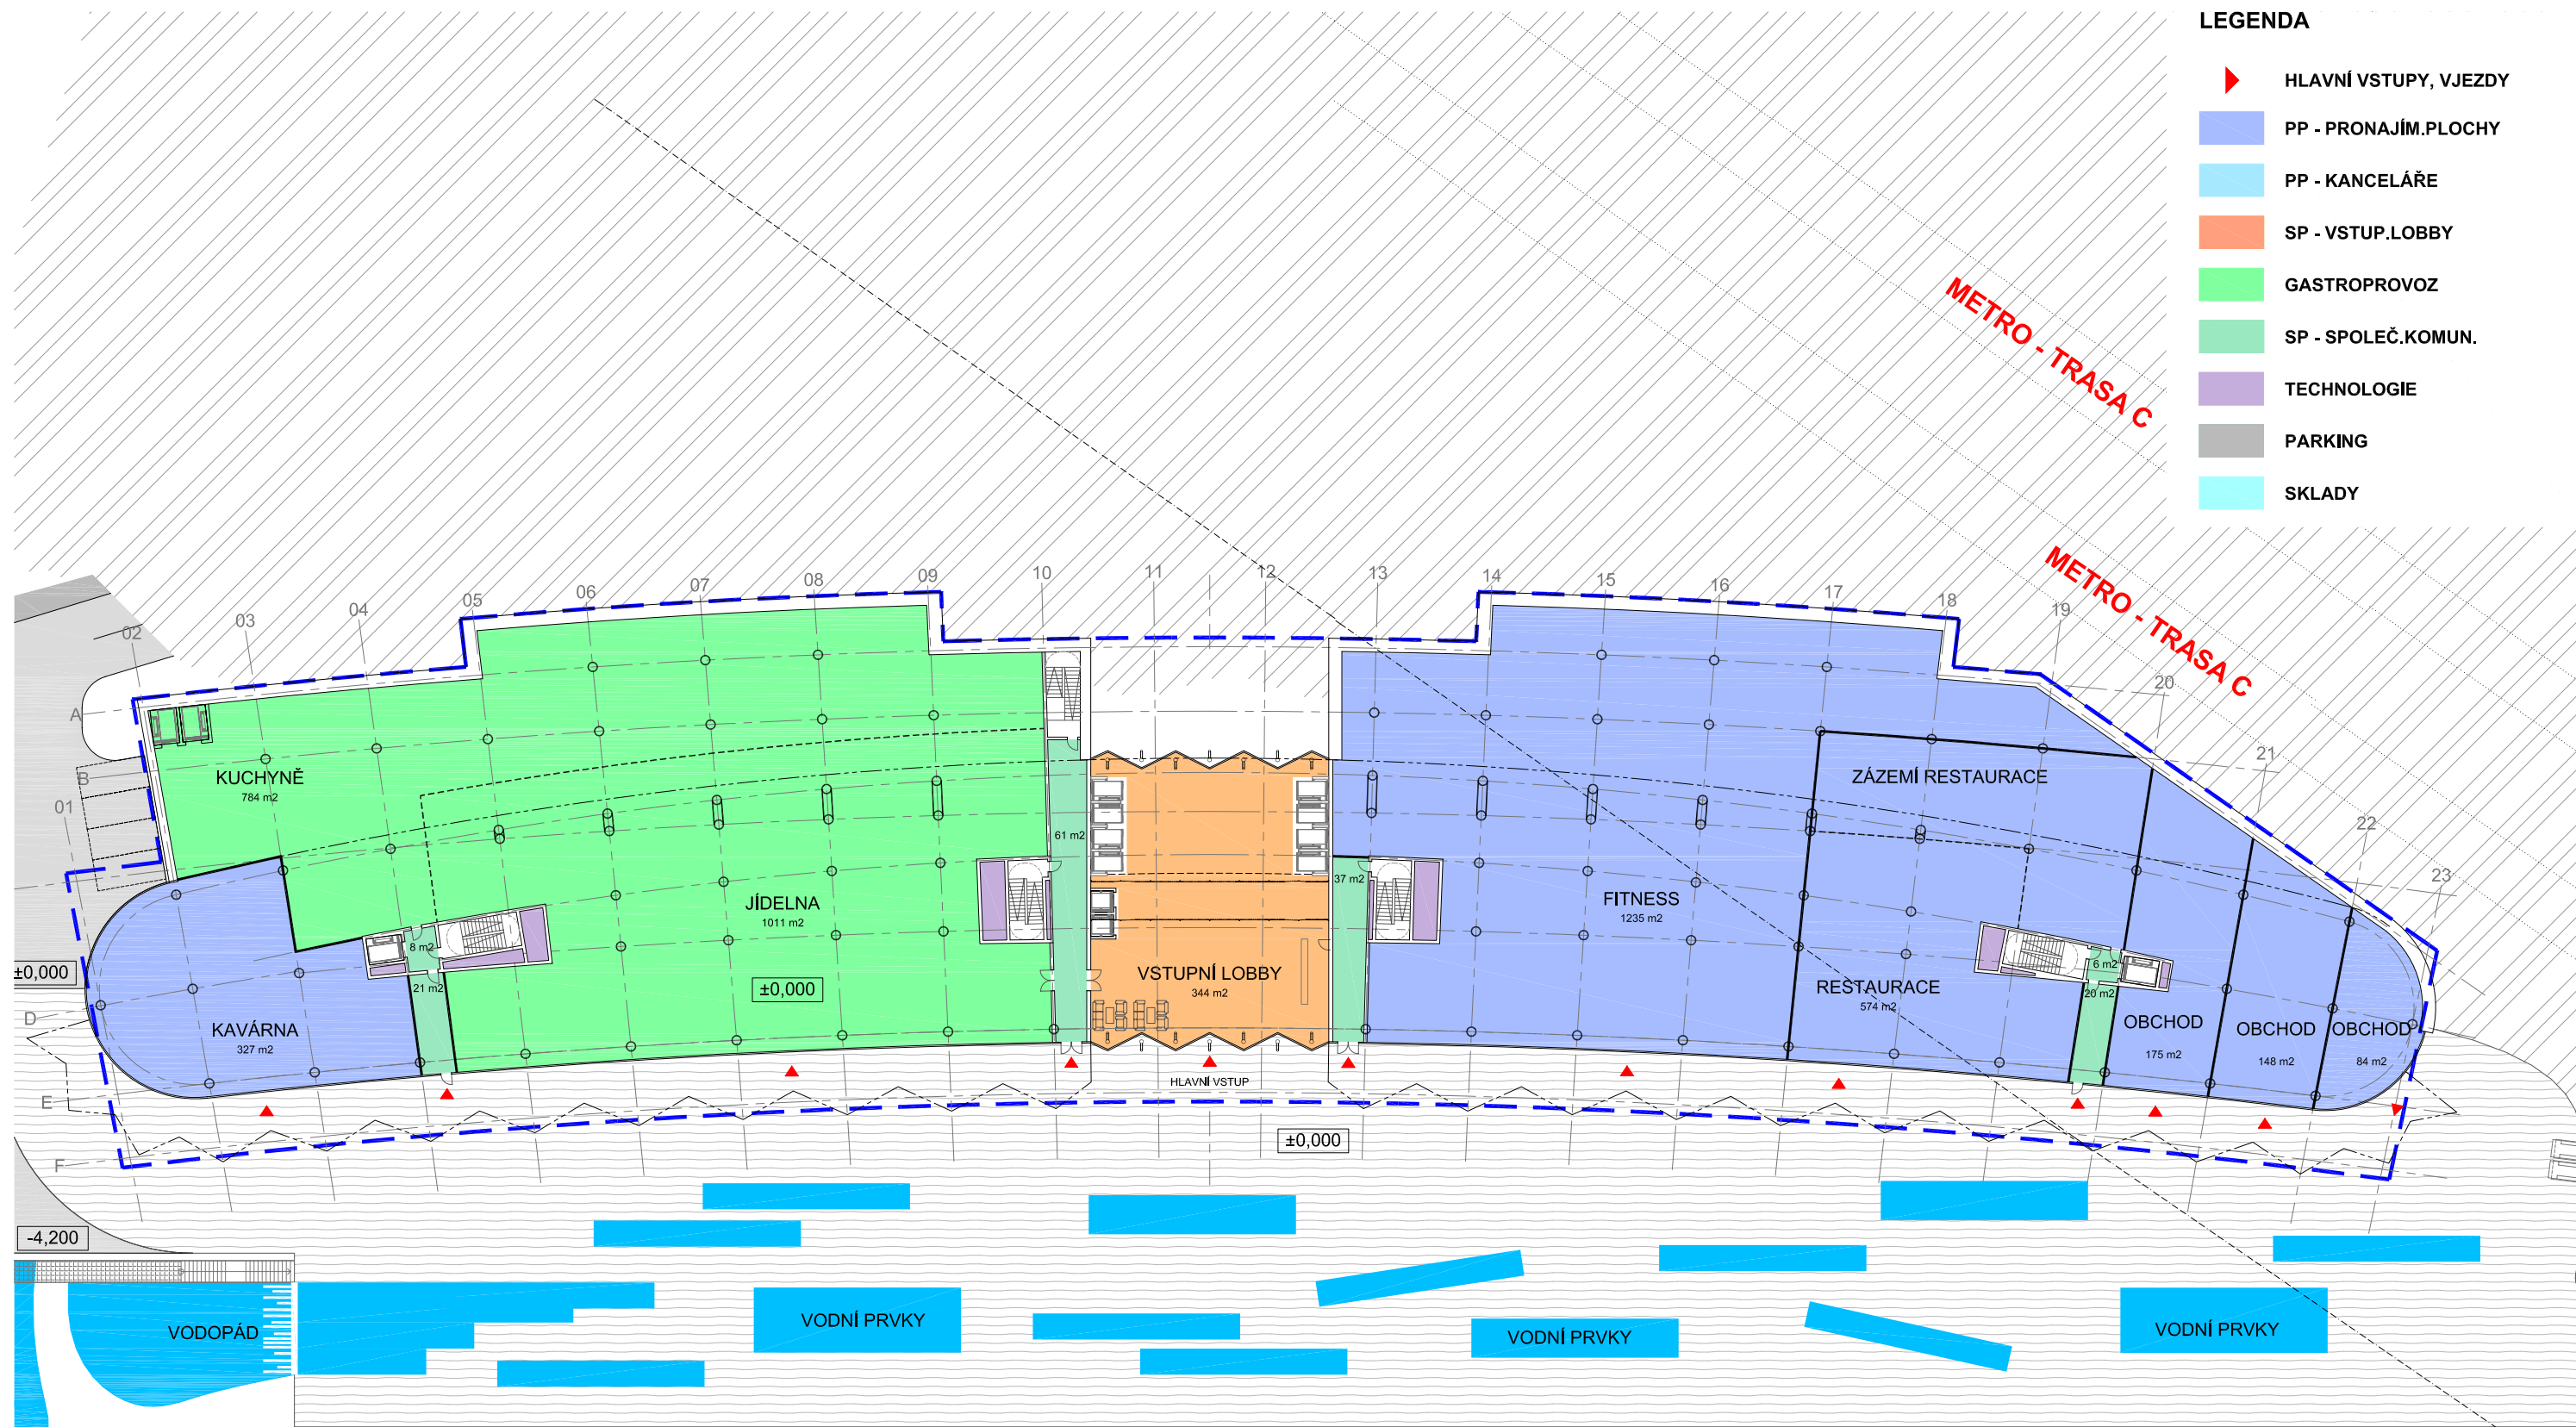 LEGENDA
HLAVNÍ VSTUPY, VJEZDY
PP - PRONAJÍM.PLOCHY
PP - KANCELÁŘE
SP - VSTUP.LOBBY
GASTROPROVOZ
SP - SPOLEČ.KOMUN.
TECHNOLOGIE
PARKING
SKLADY
METRO - TRASA C
METRO - TRASA C
01
02
03
04
05
06
07
08
09
10
11
12
13
14
15
16
17
18
19
20
21
22
23
A
B
D
E
F
KUCHYNĚ
784 m2
JÍDELNA
1011 m2
±0,000
KAVÁRNA
327 m2
8 m2
21 m2
61 m2
VSTUPNÍ LOBBY
344 m2
37 m2
FITNESS
1235 m2
ZÁZEMÍ RESTAURACE
RESTAURACE
574 m2
6 m2
20 m2
OBCHOD
175 m2
OBCHOD
148 m2
OBCHOD
84 m2
HLAVNÍ VSTUP
±0,000
±0,000
-4,200
VODOPÁD
VODNÍ PRVKY
VODNÍ PRVKY
VODNÍ PRVKY